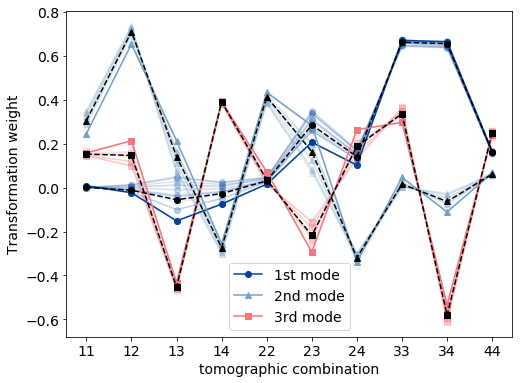 0.8
0.6
0.4
0.2
0.0
−0.2
−0.4
−0.6
Transformation weight
1st mode
2nd mode
3rd mode
11 12 13 14 22 23 24 33 34 44
tomographic combination